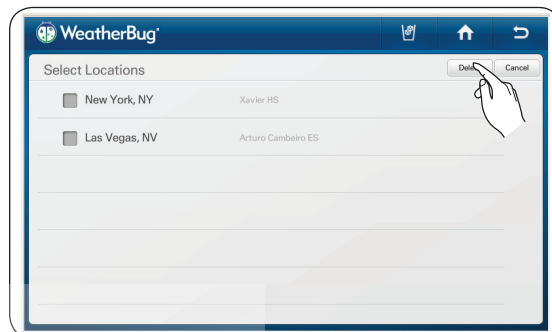 WeatherBug
Select Locations
Cancel
New York, NY Xavier HS
Las Vegas, NV Arturo Cambeiro ES